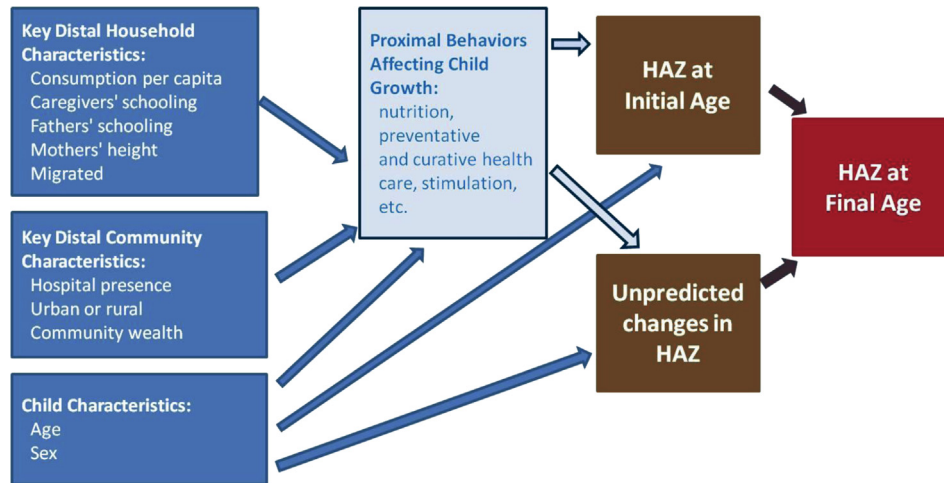 Key Distal Household
Characteristics:
Consumption per capita
Caregivers' schooling
Fathers' schooling
Mothers' height
Migrated
Key Distal Community
Characteristics:
Hospital presence
Urban or rural
Community wealth
Child Characteristics:
Age
Sex
Proximal Behaviors
Affecting Child
Growth:
nutrition,
preventative
and curative health
care, stimulation,
etc.
HAZ at
Initial Age
Unpredicted
changes in
HAZ
HAZ at
Final Age